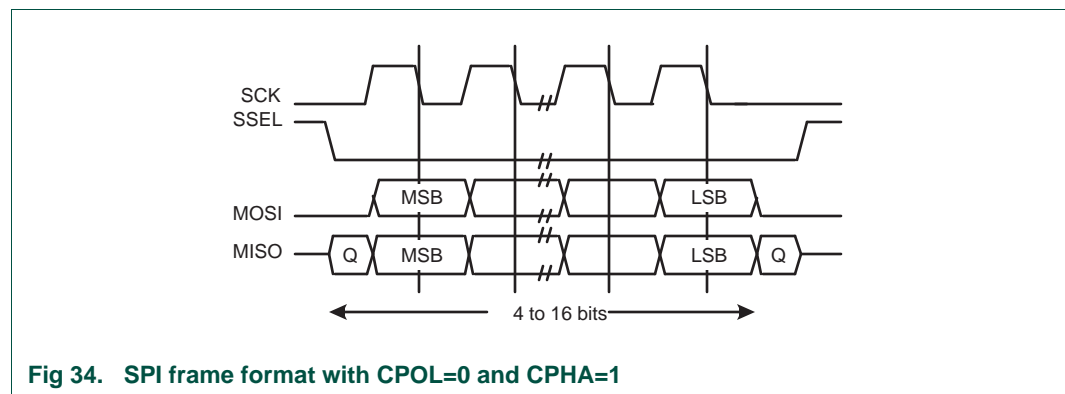 SCK
SSEL
MOSI
MSB
LSB
MISO
Q
MSB
LSB
Q
4 to 16 bits
Fig 34. SPI frame format with CPOL=0 and CPHA=1